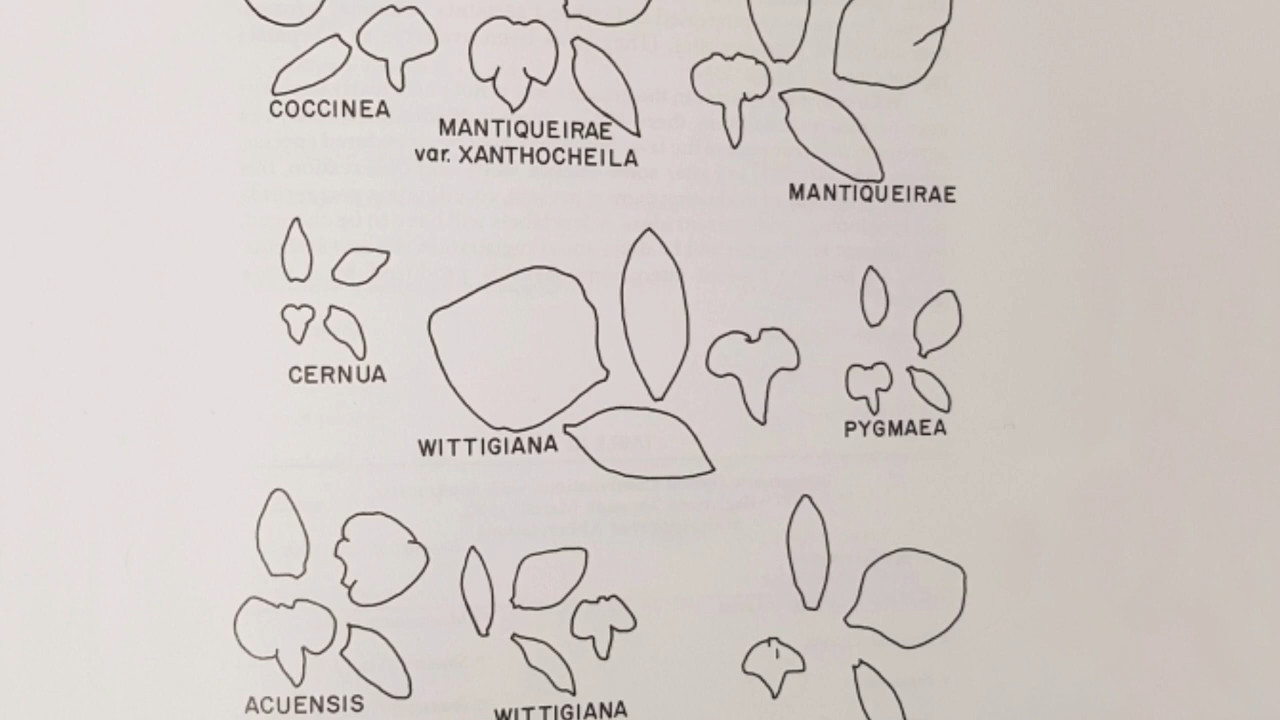 COCCINEA
MANTIQUEIRAE
var. XANTHOCHEILA
MANTIQUEIRAE
CERNUA
WITTIGIANA
PYGMAEA
ACUENSIS
WITTIGIANA